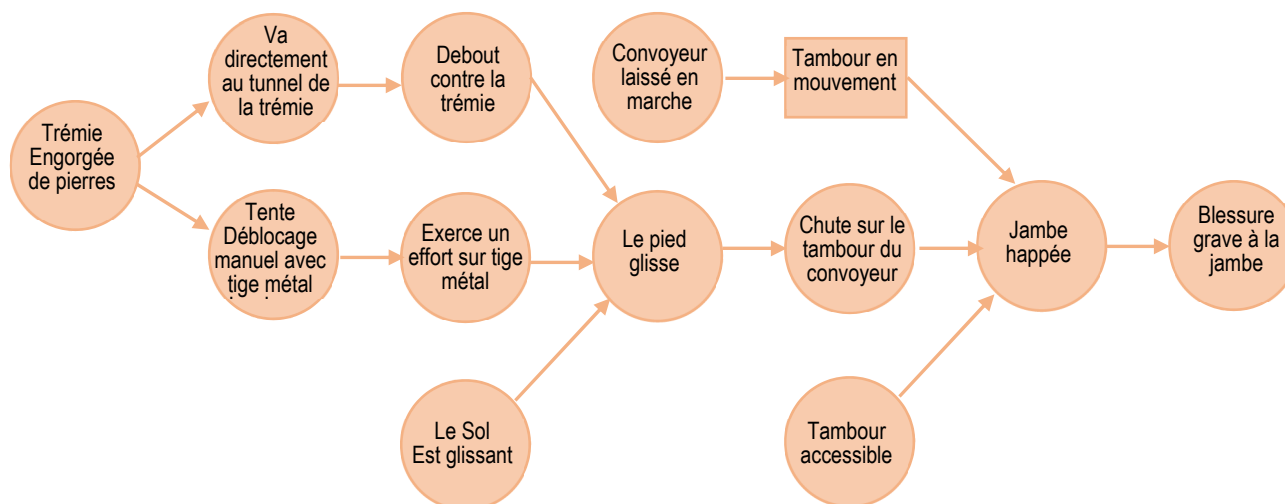 Va
directement
au tunnel de
la trémie
Debout
contre la
trémie
Convoyeur
laissé en
marche
Tambour en
mouvement
Trémie
Engorgée
de pierres
Tente
Déblocage
manuel avec
tige métal
Exerce un
effort sur tige
métal
Le pied
glisse
Chute sur le
tambour du
convoyeur
Jambe
happée
Blessure
grave à la
jambe
Le Sol
Est glissant
Tambour
accessible